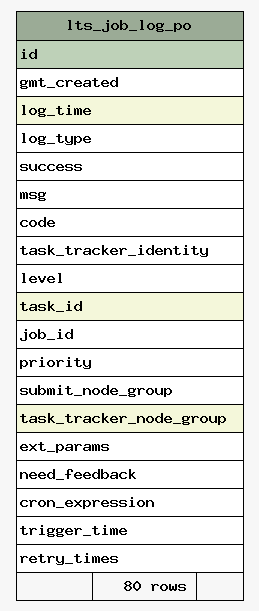 lts_job_log_po
id
gmt_created
log_time
log_type
success
msg
code
task_tracker_identity
level
task_id
job_id
priority
submit_node_group
task_tracker_node_group
ext_params
need_feedback
cron_expression
trigger_time
retry_times
80 rows